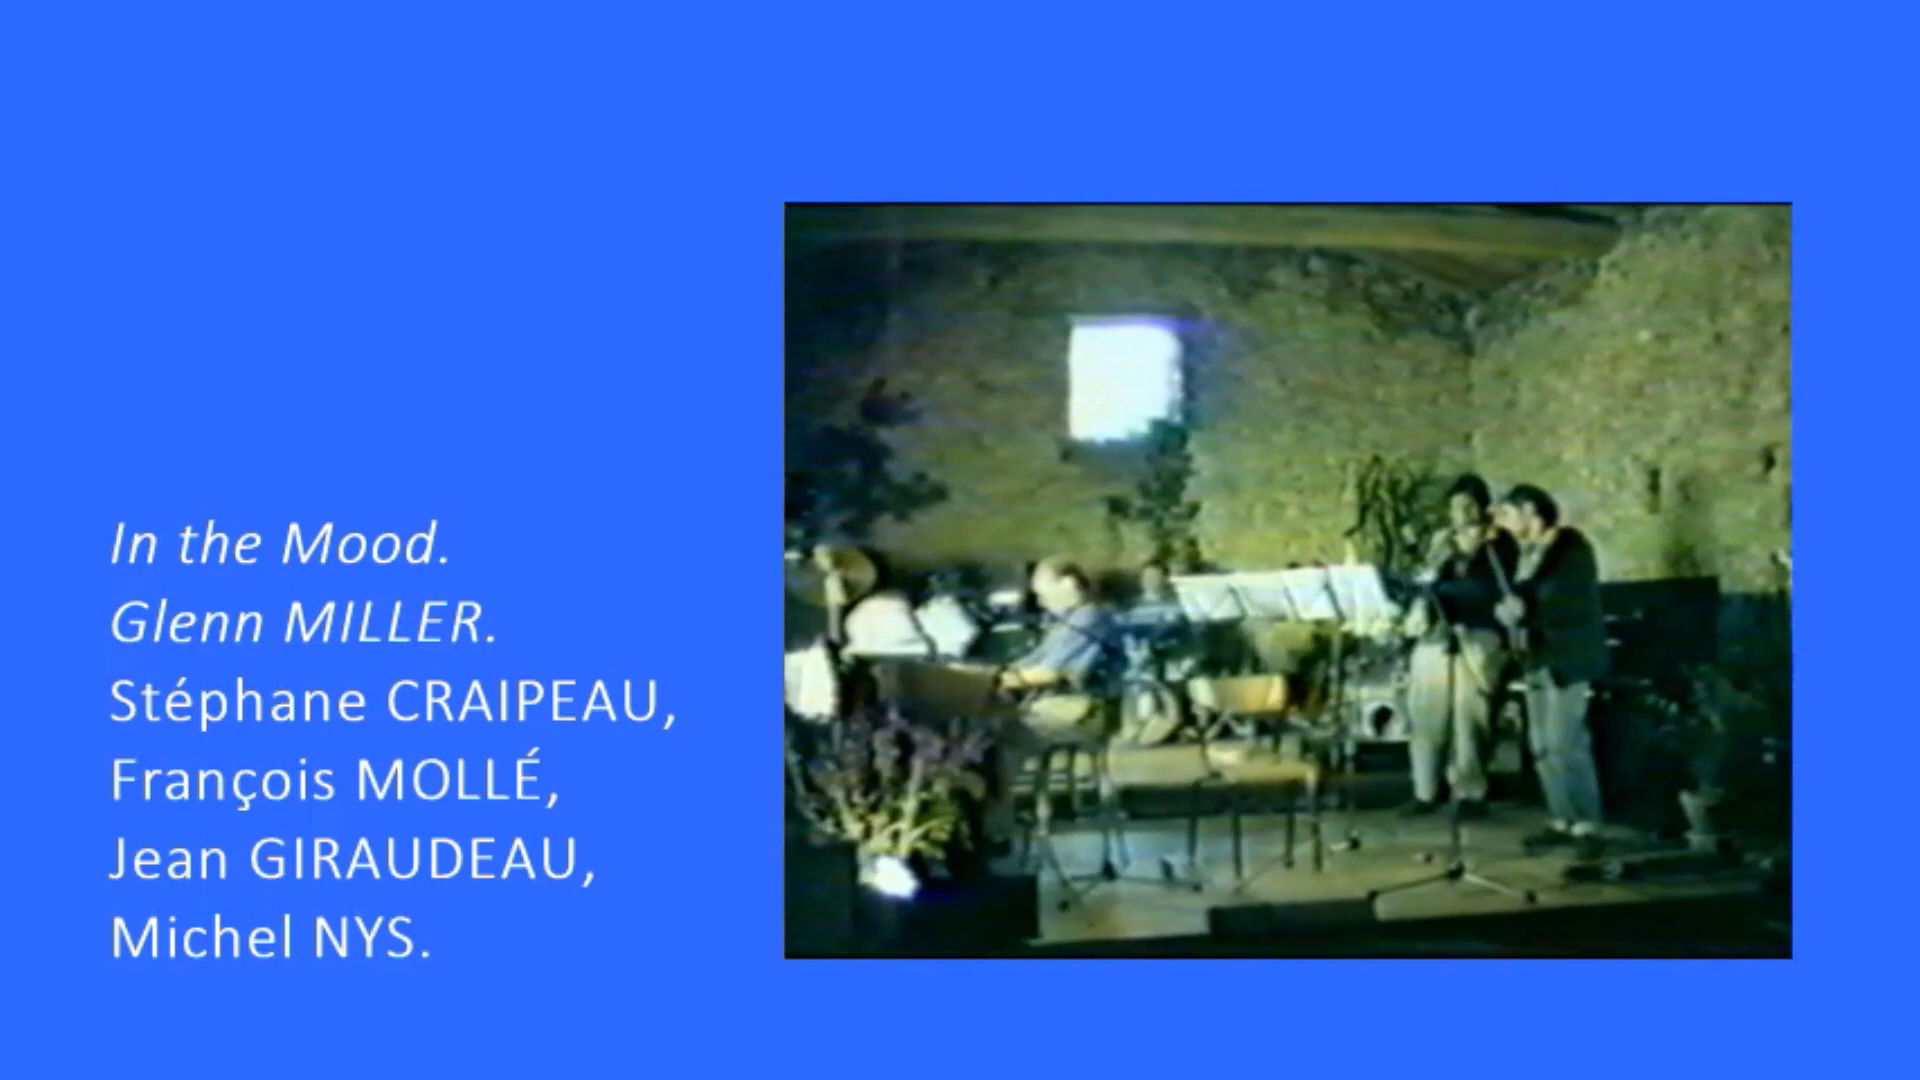 In the Mood.
Glenn MILLER.
Stéphane CRAIPEAU,
François MOLLÉ,
Jean GIRAUDEAU,
Michel NYS.